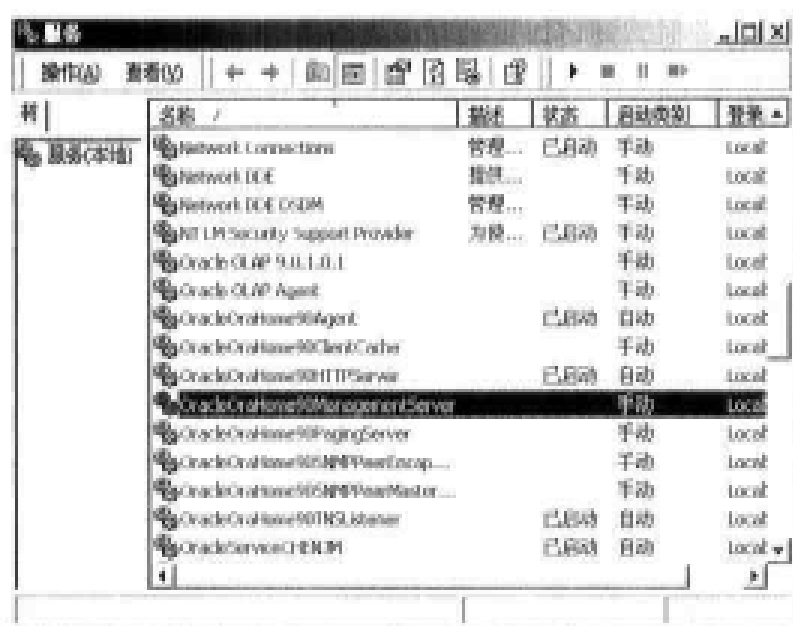 服务
操作(A) 查看(V)
树 名称 / 描述 状态 启动类别 登录
服务(本地)
Network Connections 管理... 已启动 手动 Local
Network DDE 提供... 手动 Local
Network DDE DSDM 管理... 手动 Local
NT LM Security Support Provider 为使... 已启动 手动 Local
Oracle OLAP 9.0.1.0.1 手动 Local
Oracle OLAP Agent 手动 Local
OracleOraHome90Agent 已启动 自动 Local
OracleOraHome90ClientCache 手动 Local
OracleOraHome90HTTPServer 已启动 自动 Local
OracleOraHome90ManagementServer 手动 Local
OracleOraHome90PagingServer 手动 Local
OracleOraHome90SNMPPeerEncap... 手动 Local
OracleOraHome90SNMPPeerMaster... 手动 Local
OracleOraHome90TNSListener 已启动 自动 Local
OracleServiceCHENJM 已启动 自动 Local